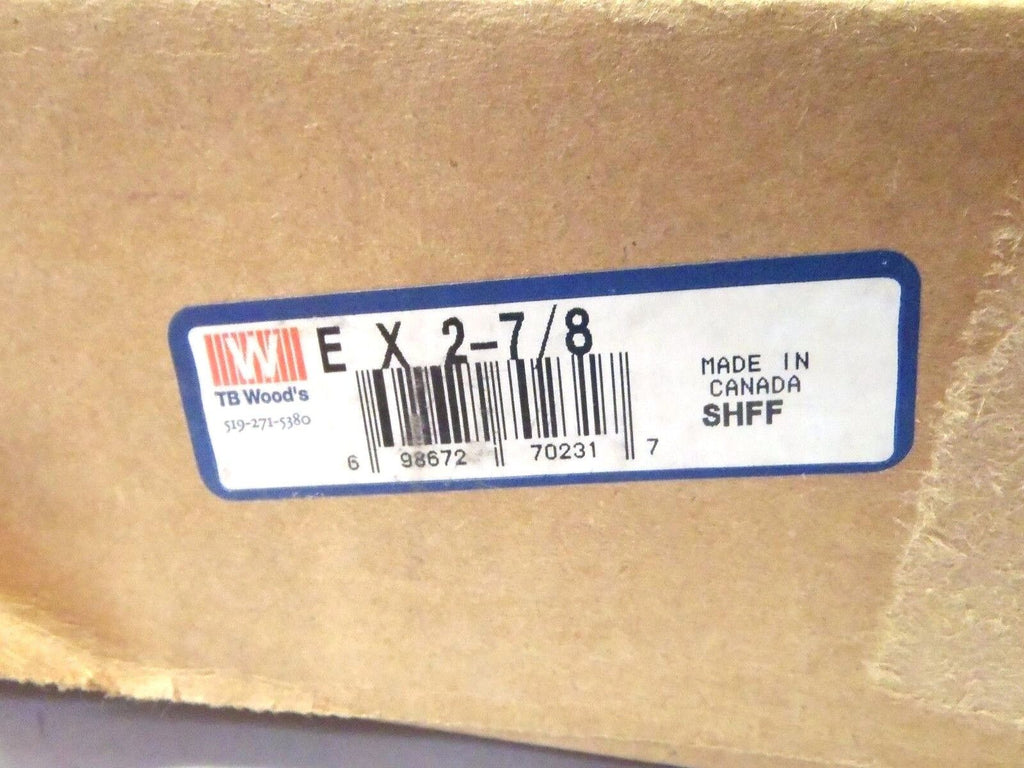 W
TB Wood's
519-271-5380
E X 2-7/8
6 98672 70231 7
MADE IN
CANADA
SHFF